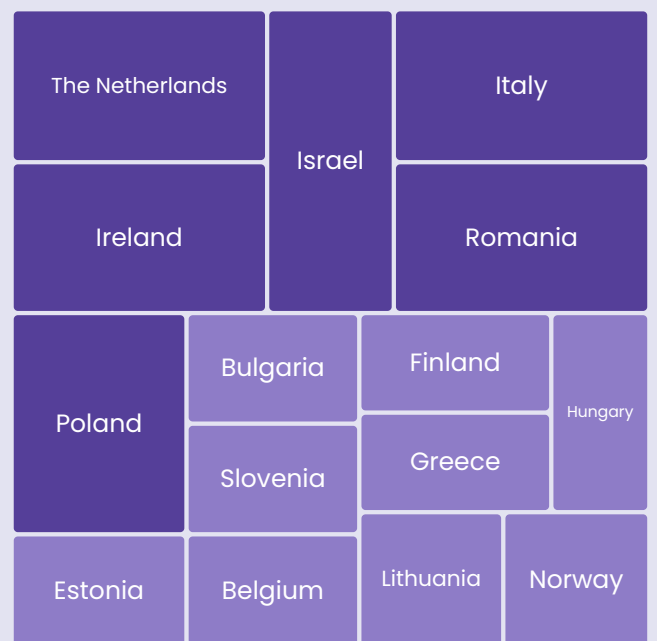 The Netherlands
Israel
Italy
Ireland
Romania
Poland
Bulgaria
Finland
Hungary
Slovenia
Greece
Estonia
Belgium
Lithuania
Norway